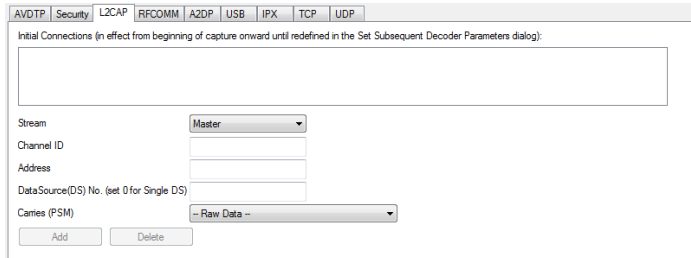 AVDTP Security L2CAP RFCOMM A2DP USB IPX TCP UDP
Initial Connections (in effect from beginning of capture onward until redefined in the Set Subsequent Decoder Parameters dialog):
Stream Master
Channel ID
Address
DataSource(DS) No. (set 0 for Single DS)
Carries (PSM) -- Raw Data --
Add Delete